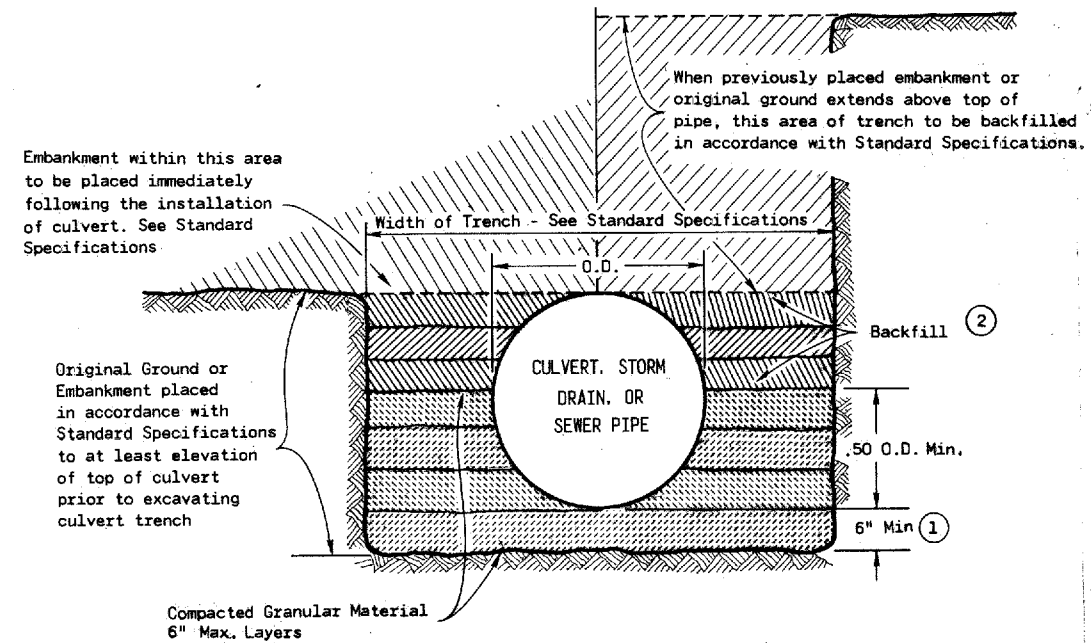 When previously placed embankment or
original ground extends above top of
pipe, this area of trench to be backfilled
in accordance with Standard Specifications.
Embankment within this area
to be placed immediately
following the installation
of culvert. See Standard
Specifications
Width of Trench - See Standard Specifications
O.D.
Backfill 2
CULVERT, STORM
DRAIN, OR
SEWER PIPE
Original Ground or
Embankment placed
in accordance with
Standard Specifications
to at least elevation
of top of culvert
prior to excavating
culvert trench
.50 O.D. Min.
6" Min 1
Compacted Granular Material
6" Max. Layers